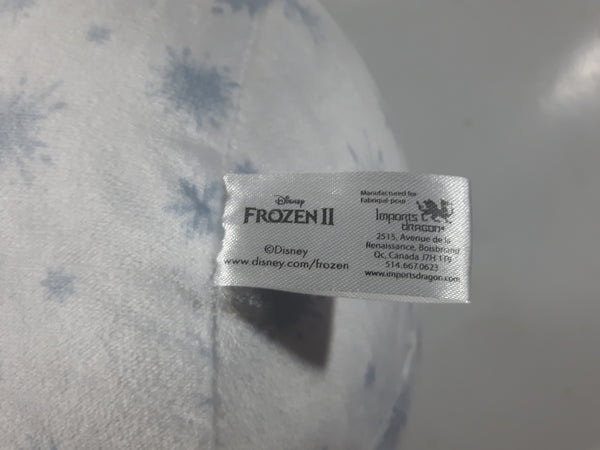 Disney
FROZEN II
©Disney
www.disney.com/frozen
Manufactured for
Fabriqué pour
Imports
DRAGON
2515, Avenue de la
Renaissance, Boisbriand
Qc, Canada J7H 1T9
514.667.0623
www.importsdragon.com